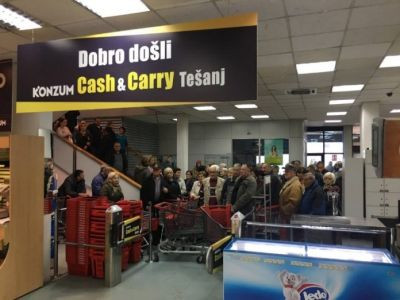 Dobro došli
KONZUM Cash & Carry Tešanj
Ledo